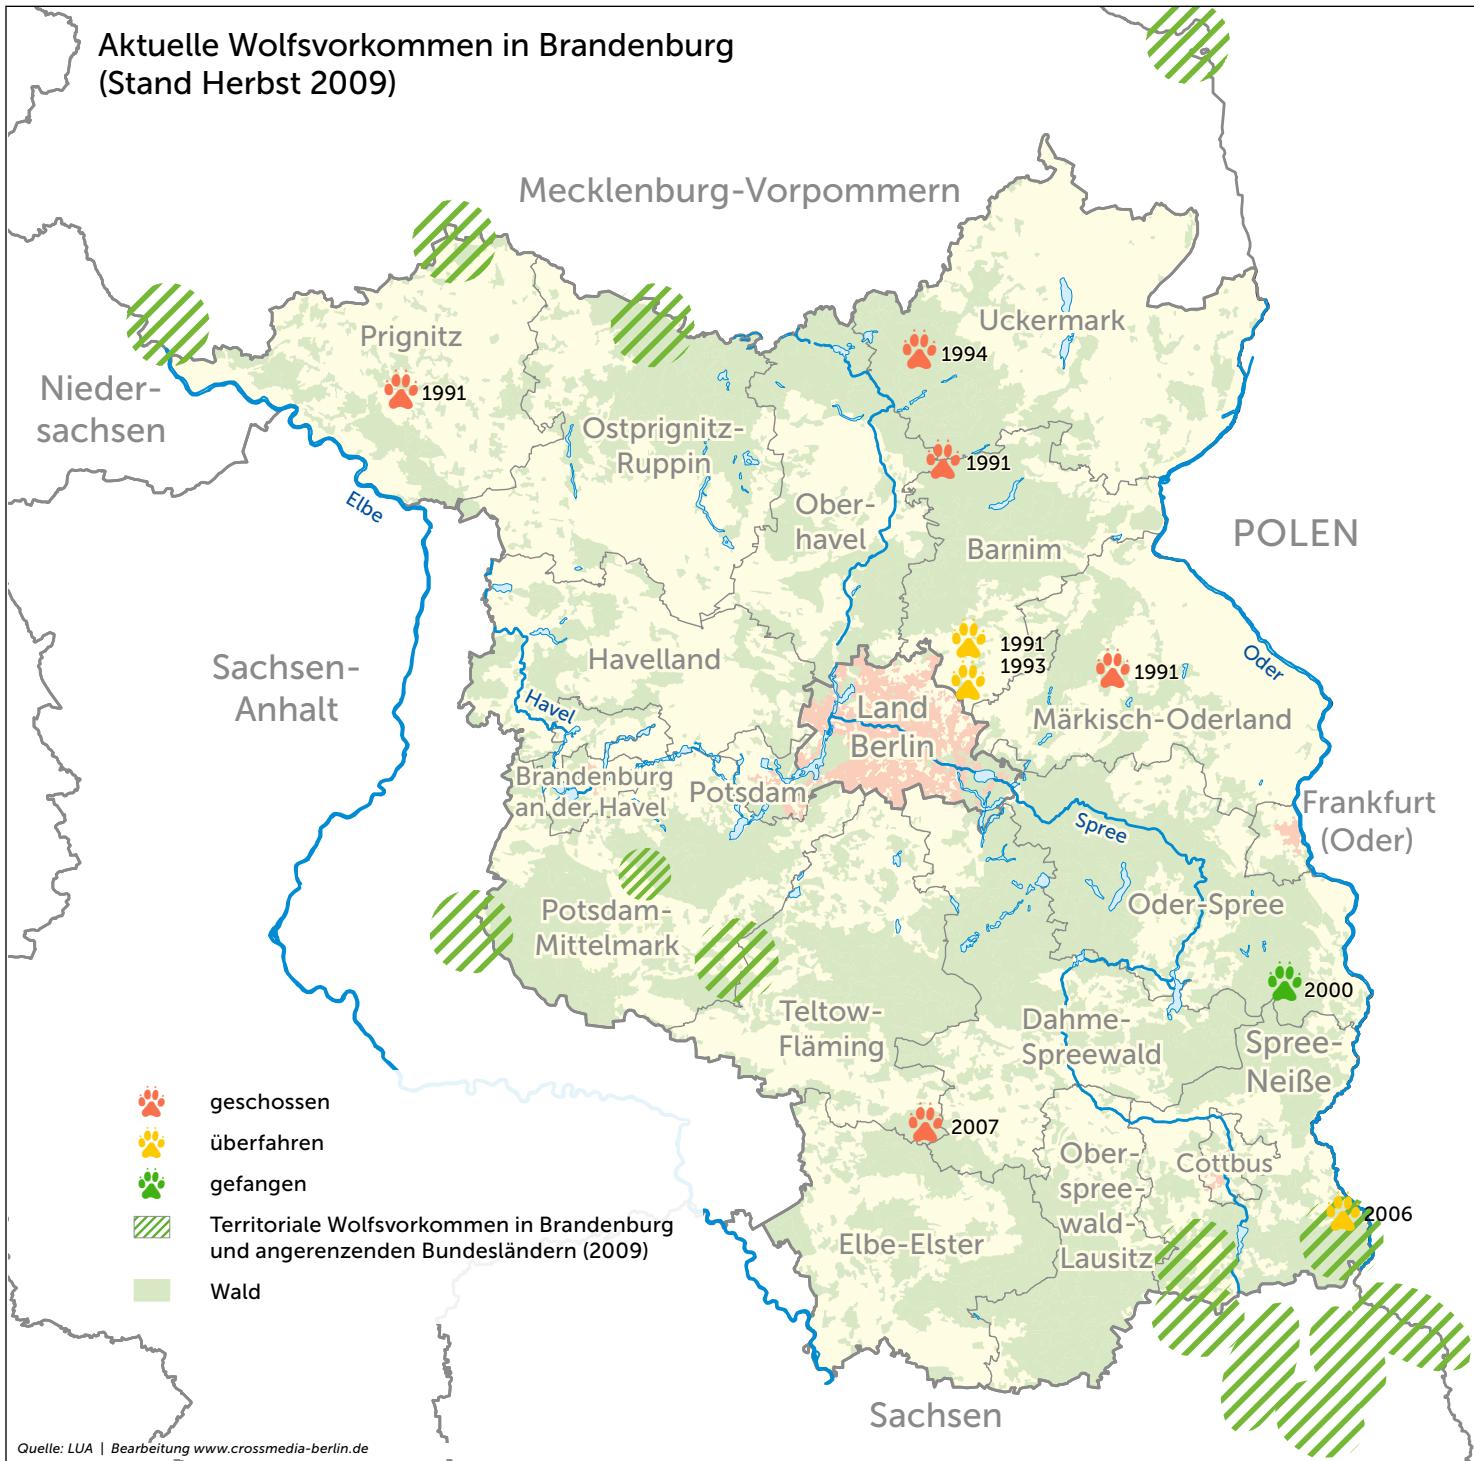 Aktuelle Wolfsvorkommen in Brandenburg
(Stand Herbst 2009)
Mecklenburg-Vorpommern
Prignitz
Uckermark
1994
1991
Nieder-
sachsen
Ostprignitz-
Ruppin
1991
Elbe
Ober-
havel
Barnim
POLEN
Sachsen-
Anhalt
Havelland
1991
1993
1991
Oder
Havel
Land
Berlin
Märkisch-Oderland
Brandenburg
an der Havel
Potsdam
Spree
Frankfurt
(Oder)
Potsdam-
Mittelmark
Oder-Spree
2000
Teltow-
Fläming
Dahme-
Spreewald
Spree-
Neiße
2007
Ober-
spree-
wald-
Lausitz
Cottbus
2006
Elbe-Elster
Sachsen
geschossen
überfahren
gefangen
Territoriale Wolfsvorkommen in Brandenburg
und angerenzenden Bundesländern (2009)
Wald
Quelle: LUA | Bearbeitung www.crossmedia-berlin.de